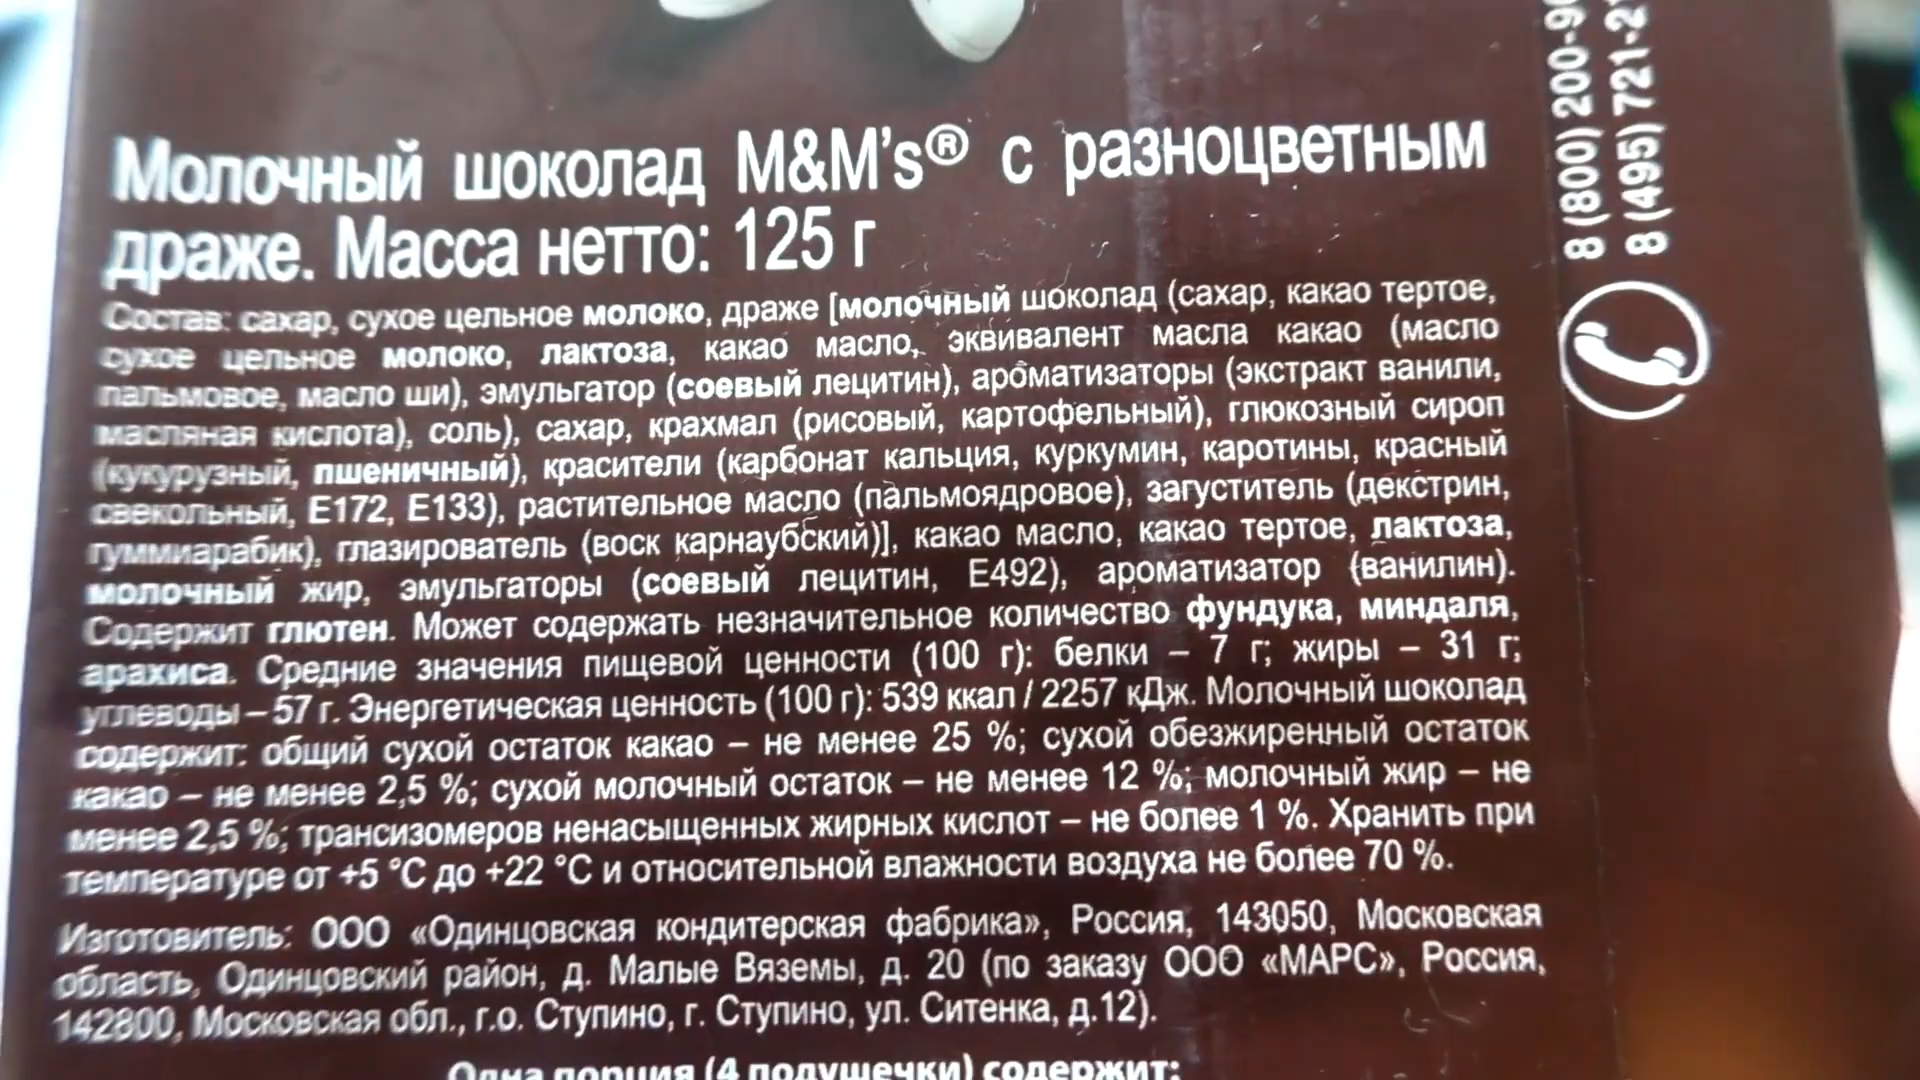 Молочный шоколад M&M's® с разноцветным
драже. Масса нетто: 125 г
Состав: сахар, сухое цельное молоко, драже [молочный шоколад (сахар, какао тертое,
сухое цельное молоко, лактоза, какао масло, эквивалент масла какао (масло
пальмовое, масло ши), эмульгатор (соевый лецитин), ароматизаторы (экстракт ванили,
масляная кислота), соль), сахар, крахмал (рисовый, картофельный), глюкозный сироп
(кукурузный, пшеничный), красители (карбонат кальция, куркумин, каротины, красный
свекольный, Е172, Е133), растительное масло (пальмоядровое), загуститель (декстрин,
гуммиарабик), глазирователь (воск карнаубский)], какао масло, какао тертое, лактоза,
молочный жир, эмульгаторы (соевый лецитин, Е492), ароматизатор (ванилин).
Содержит глютен. Может содержать незначительное количество фундука, миндаля,
арахиса. Средние значения пищевой ценности (100 г): белки – 7 г; жиры – 31 г;
углеводы – 57 г. Энергетическая ценность (100 г): 539 ккал / 2257 кДж. Молочный шоколад
содержит: общий сухой остаток какао – не менее 25 %; сухой обезжиренный остаток
какао – не менее 2,5 %; сухой молочный остаток – не менее 12 %; молочный жир – не
менее 2,5 %; трансизомеров ненасыщенных жирных кислот – не более 1 %. Хранить при
температуре от +5 °С до +22 °С и относительной влажности воздуха не более 70 %.
Изготовитель: ООО «Одинцовская кондитерская фабрика», Россия, 143050, Московская
область, Одинцовский район, д. Малые Вяземы, д. 20 (по заказу ООО «МАРС», Россия,
142800, Московская обл., г.о. Ступино, г. Ступино, ул. Ситенка, д.12).
Одна порция (4 подушечки) содержит:
8 (800) 200-9
8 (495) 721-2